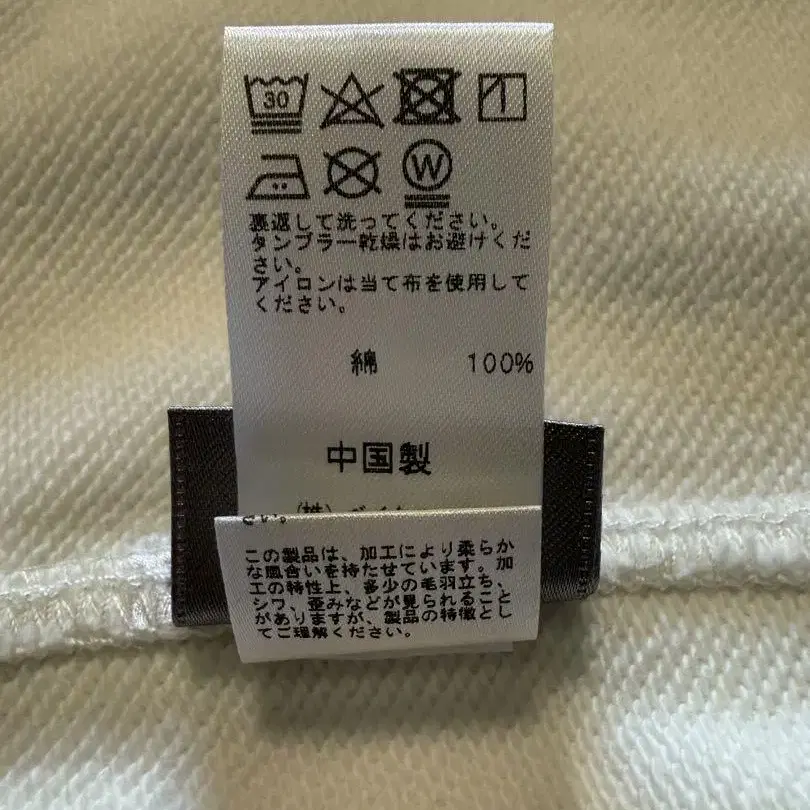 30
W
裏返して洗ってください。
タンブラー乾燥はお避けくだ
さい。
アイロンは当て布を使用して
ください。
綿 100%
中国製
この製品は、加工により柔らか
な風合いを持たせています。加
工の特性上、多少の毛羽立ち、
シワ、歪みなどが見られること
がありますが、製品の特徴とし
てご理解ください。